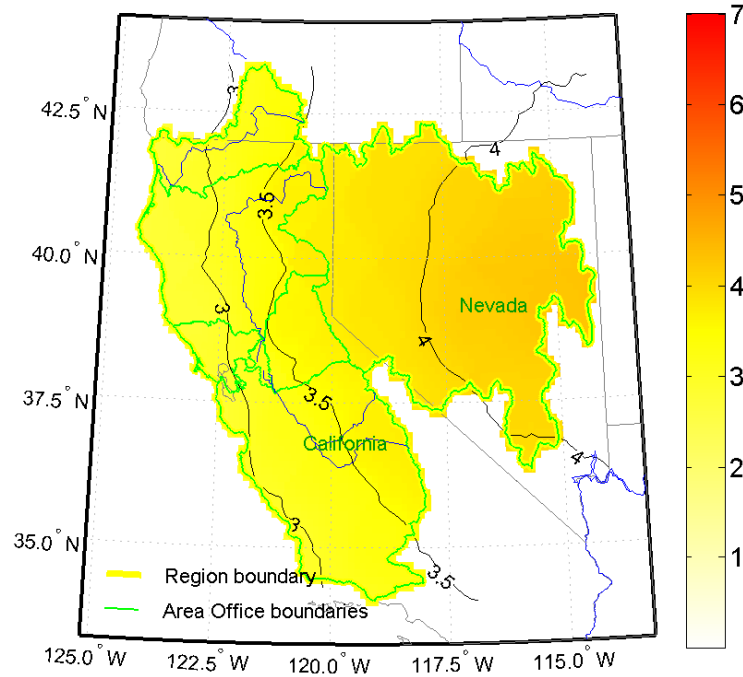 7
6
5
4
3
2
1
42.5° N
40.0° N
37.5° N
35.0° N
3
4
3.5
3
Nevada
4
3.5
California
4
3
3.5
Region boundary
Area Office boundaries
125.0° W
122.5° W
120.0° W
117.5° W
115.0° W